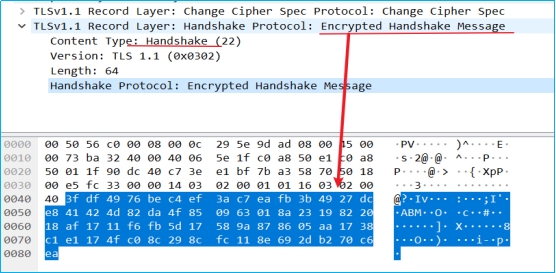 > TLSv1.1 Record Layer: Change Cipher Spec Protocol: Change Cipher Spec
∨ TLSv1.1 Record Layer: Handshake Protocol: Encrypted Handshake Message
Content Type: Handshake (22)
Version: TLS 1.1 (0x0302)
Length: 64
Handshake Protocol: Encrypted Handshake Message
0000 00 50 56 c0 00 08 00 0c 29 5e 9d ad 08 00 45 00 ·PV····· )^····E·
0010 00 73 ba 32 40 00 40 06 5e 1f c0 a8 50 e1 c0 a8 ·s·2@·@· ^···P···
0020 50 01 1f 90 dc 40 c7 3e e1 bf 7b a3 58 70 50 18 P····@·> ··{·XpP·
0030 00 e5 fc 33 00 00 14 03 02 00 01 01 16 03 02 00 ···3···· ········
0040 40 3f df 49 76 be c4 ef 3a c7 ea fb 3b 49 27 dc @?·Iv··· :···;I'·
0050 e8 41 42 4d 82 da 4f 85 09 63 01 8a 23 19 82 20 ·ABM··O· ·c··#··
0060 18 af 17 11 f6 fb 5d 17 58 9a 87 86 05 aa 17 38 ······]· X······8
0070 c1 e1 17 4f c0 8c 29 8c fc 11 8e 69 2d b2 70 c6 ···O··)· ···i-·p·
0080 ea ·